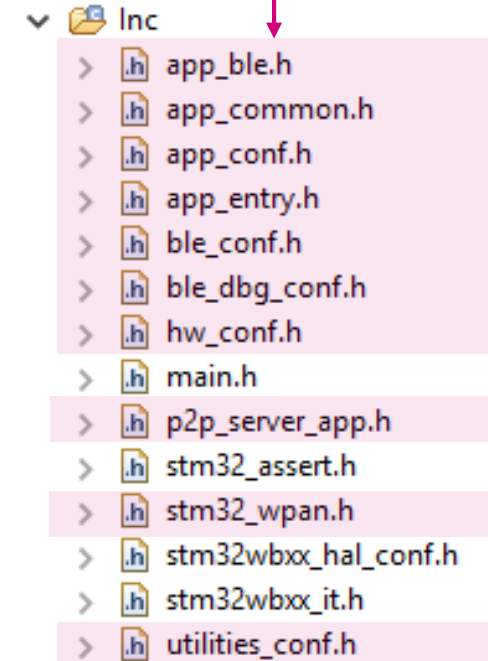 Inc
.h app_ble.h
.h app_common.h
.h app_conf.h
.h app_entry.h
.h ble_conf.h
.h ble_dbg_conf.h
.h hw_conf.h
.h main.h
.h p2p_server_app.h
.h stm32_assert.h
.h stm32_wpan.h
.h stm32wbxx_hal_conf.h
.h stm32wbxx_it.h
.h utilities_conf.h